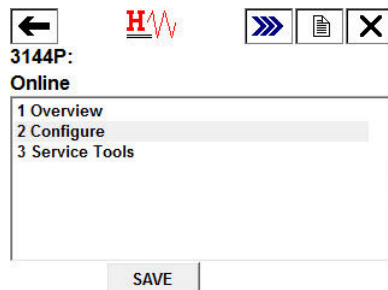 H
3144P:
Online
1 Overview
2 Configure
3 Service Tools
SAVE